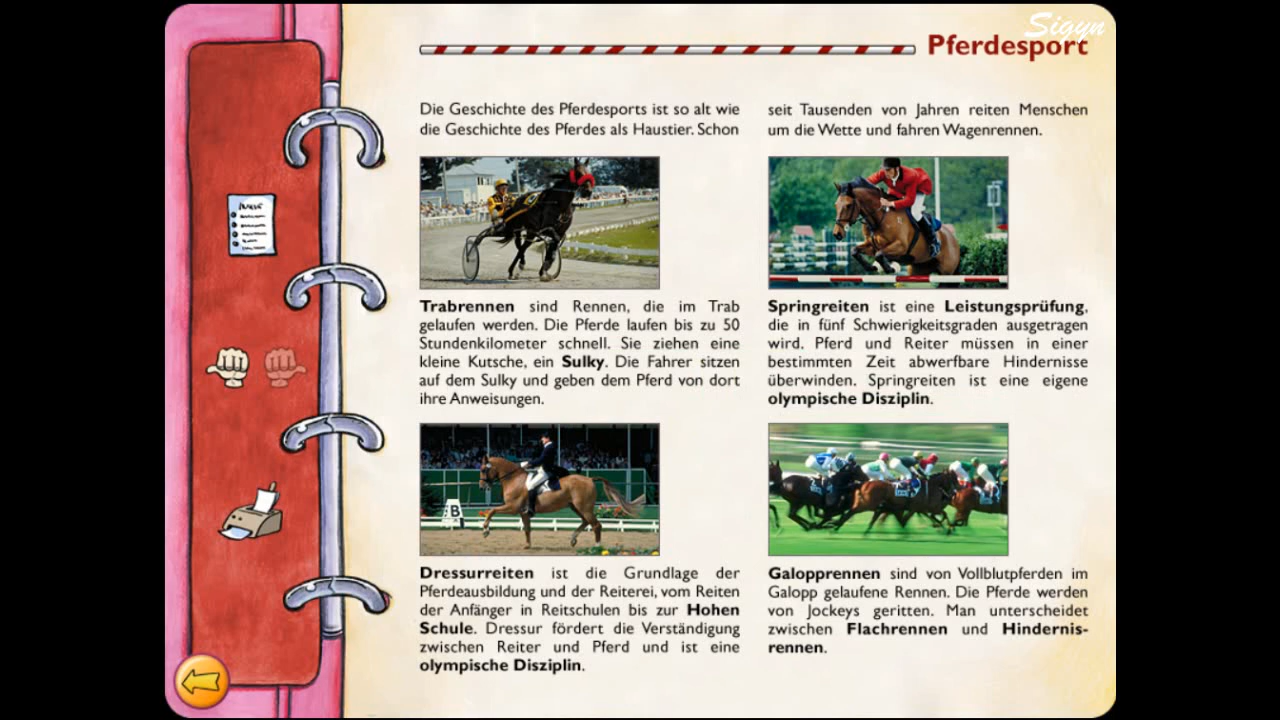 Sigyn
Pferdesport
Die Geschichte des Pferdesports ist so alt wie
die Geschichte des Pferdes als Haustier. Schon
seit Tausenden von Jahren reiten Menschen
um die Wette und fahren Wagenrennen.
Trabrennen sind Rennen, die im Trab
gelaufen werden. Die Pferde laufen bis zu 50
Stundenkilometer schnell. Sie ziehen eine
kleine Kutsche, ein Sulky. Die Fahrer sitzen
auf dem Sulky und geben dem Pferd von dort
ihre Anweisungen.
Springreiten ist eine Leistungsprüfung,
die in fünf Schwierigkeitsgraden ausgetragen
wird. Pferd und Reiter müssen in einer
bestimmten Zeit abwerfbare Hindernisse
überwinden. Springreiten ist eine eigene
olympische Disziplin.
B
Dressurreiten ist die Grundlage der
Pferdeausbildung und der Reiterei, vom Reiten
der Anfänger in Reitschulen bis zur Hohen
Schule. Dressur fördert die Verständigung
zwischen Reiter und Pferd und ist eine
olympische Disziplin.
Galopprennen sind von Vollblutpferden im
Galopp gelaufene Rennen. Die Pferde werden
von Jockeys geritten. Man unterscheidet
zwischen Flachrennen und Hindernis-
rennen.